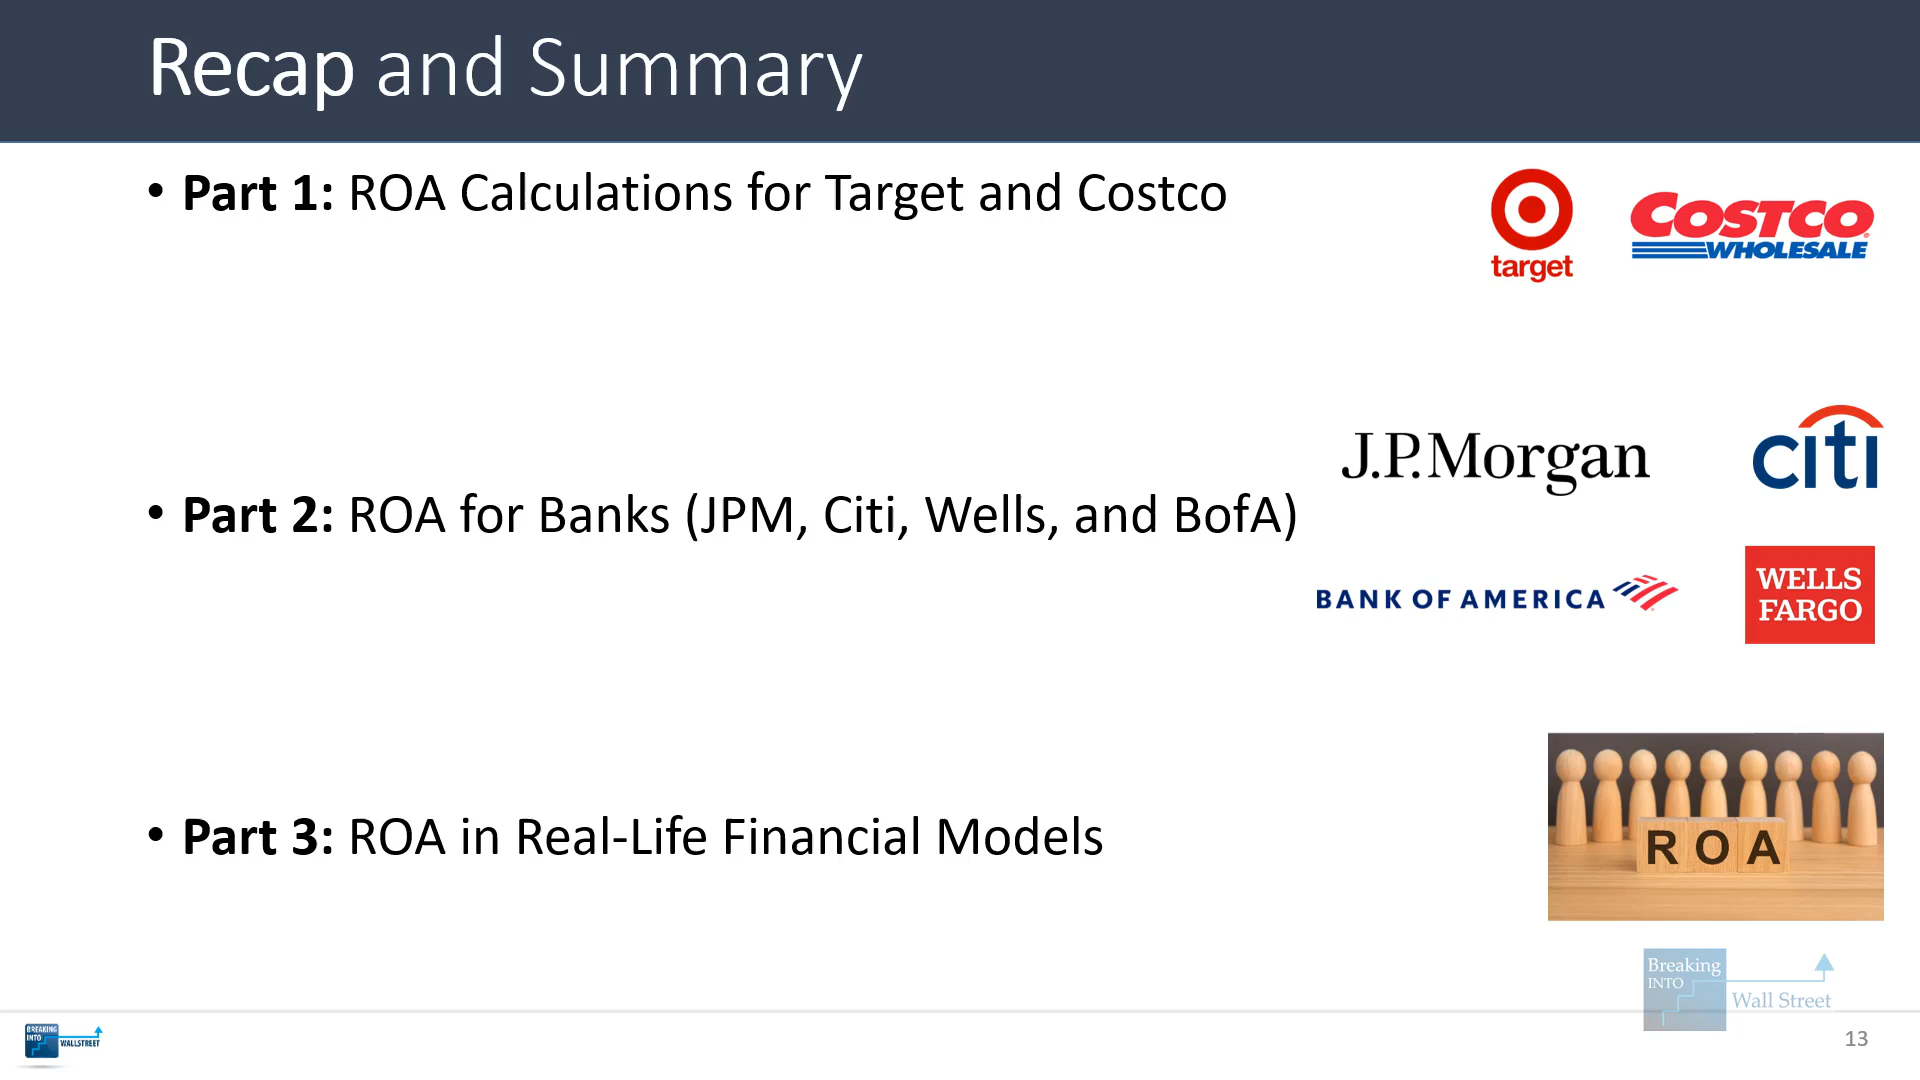 Recap and Summary
• Part 1: ROA Calculations for Target and Costco
target
COSTCO
WHOLESALE
J.P.Morgan
citi
• Part 2: ROA for Banks (JPM, Citi, Wells, and BofA)
BANK OF AMERICA
WELLS
FARGO
• Part 3: ROA in Real-Life Financial Models
R O A
Breaking
INTO
Wall Street
BREAKING
INTO
WALLSTREET
13